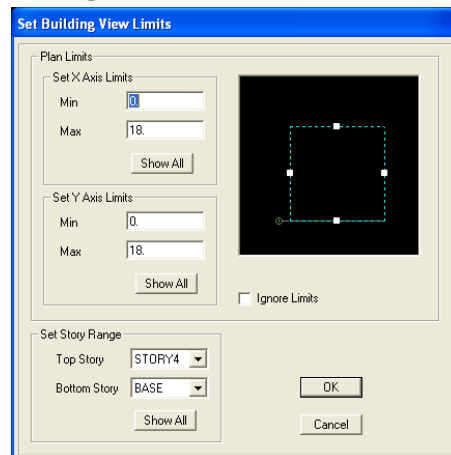 Set Building View Limits
Plan Limits
Set X Axis Limits
Min 0.
Max 18.
Show All
Set Y Axis Limits
Min 0.
Max 18.
Show All
Ignore Limits
Set Story Range
Top Story STORY4
Bottom Story BASE
Show All
OK
Cancel